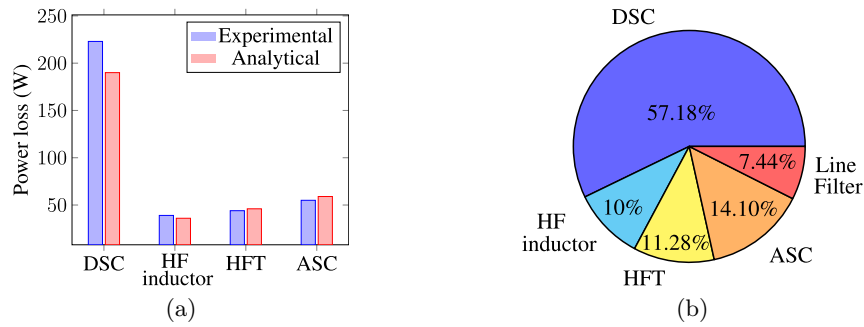 250
200
150
100
50
Power loss (W)
Experimental
Analytical
DSC
HF
inductor
HFT
ASC
(a)
DSC
57.18%
7.44%
Line
Filter
14.10%
ASC
11.28%
HFT
10%
HF
inductor
(b)